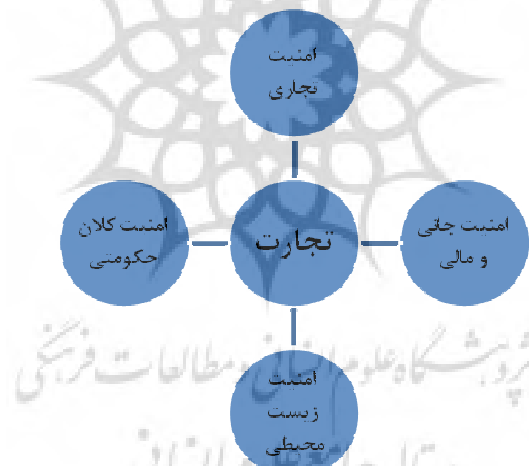 امنیت
تجاری
امنیت کلان
حکومتی
تجارت
امنیت جانی
و مالی
امنیت
زیست
محیطی
پژوهشگاه علوم انسانی و مطالعات فرهنگی